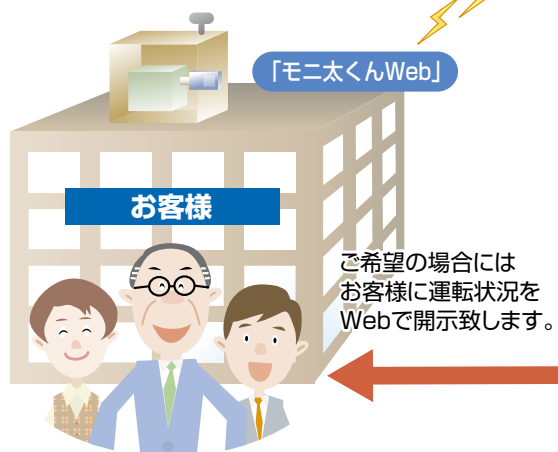 「モニ太くんWeb」
お客様
ご希望の場合には
お客様に運転状況を
Webで開示致します。